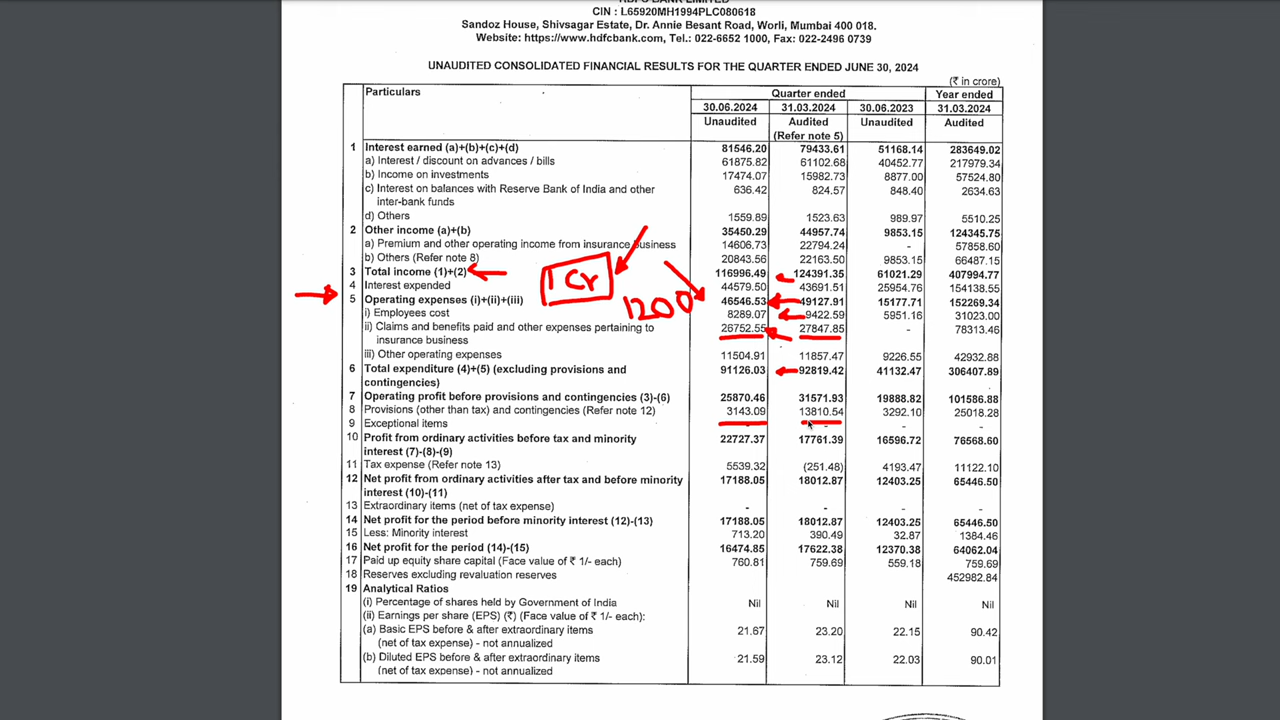 CIN : L65920MH1994PLC080618
Sandoz House, Shivsagar Estate, Dr. Annie Besant Road, Worli, Mumbai 400 018.
Website: https://www.hdfcbank.com, Tel.: 022-6652 1000, Fax: 022-2496 0739
UNAUDITED CONSOLIDATED FINANCIAL RESULTS FOR THE QUARTER ENDED JUNE 30, 2024
(₹ in crore)
Particulars Quarter ended Year ended
30.06.2024 31.03.2024 30.06.2023 31.03.2024
Unaudited Audited Unaudited Audited
(Refer note 5)
1 Interest earned (a)+(b)+(c)+(d) 81546.20 79433.61 51168.14 283649.02
a) Interest / discount on advances / bills 61875.82 61102.68 40452.77 217979.34
b) Income on investments 17474.07 15982.73 8877.00 57524.80
c) Interest on balances with Reserve Bank of India and other 636.42 824.57 848.40 2634.63
inter-bank funds
d) Others 1559.89 1523.63 989.97 5510.25
2 Other income (a)+(b) 35450.29 44957.74 9853.15 124345.75
a) Premium and other operating income from insurance business 14606.73 22794.24 - 57858.60
b) Others (Refer note 8) 20843.56 22163.50 9853.15 66487.15
3 Total income (1)+(2) 116996.49 124391.35 61021.29 407994.77
1 Cr
4 Interest expended 44579.50 43691.51 25954.76 154138.55
1200
5 Operating expenses (i)+(ii)+(iii) 46546.53 49127.91 15177.71 152269.34
i) Employees cost 8289.07 9422.59 5951.16 31023.00
ii) Claims and benefits paid and other expenses pertaining to 26752.55 27847.85 - 78313.46
insurance business
iii) Other operating expenses 11504.91 11857.47 9226.55 42932.88
6 Total expenditure (4)+(5) (excluding provisions and 91126.03 92819.42 41132.47 306407.89
contingencies)
7 Operating profit before provisions and contingencies (3)-(6) 25870.46 31571.93 19888.82 101586.88
8 Provisions (other than tax) and contingencies (Refer note 12) 3143.09 13810.54 3292.10 25018.28
9 Exceptional items - - - -
10 Profit from ordinary activities before tax and minority 22727.37 17761.39 16596.72 76568.60
interest (7)-(8)-(9)
11 Tax expense (Refer note 13) 5539.32 (251.48) 4193.47 11122.10
12 Net profit from ordinary activities after tax and before minority 17188.05 18012.87 12403.25 65446.50
interest (10)-(11)
13 Extraordinary items (net of tax expense) - - - -
14 Net profit for the period before minority interest (12)-(13) 17188.05 18012.87 12403.25 65446.50
15 Less: Minority interest 713.20 390.49 32.87 1384.46
16 Net profit for the period (14)-(15) 16474.85 17622.38 12370.38 64062.04
17 Paid up equity share capital (Face value of ₹ 1/- each) 760.81 759.69 559.18 759.69
18 Reserves excluding revaluation reserves 452982.84
19 Analytical Ratios
(i) Percentage of shares held by Government of India Nil Nil Nil Nil
(ii) Earnings per share (EPS) (₹) (Face value of ₹ 1/- each):
(a) Basic EPS before & after extraordinary items 21.67 23.20 22.15 90.42
(net of tax expense) - not annualized
(b) Diluted EPS before & after extraordinary items 21.59 23.12 22.03 90.01
(net of tax expense) - not annualized